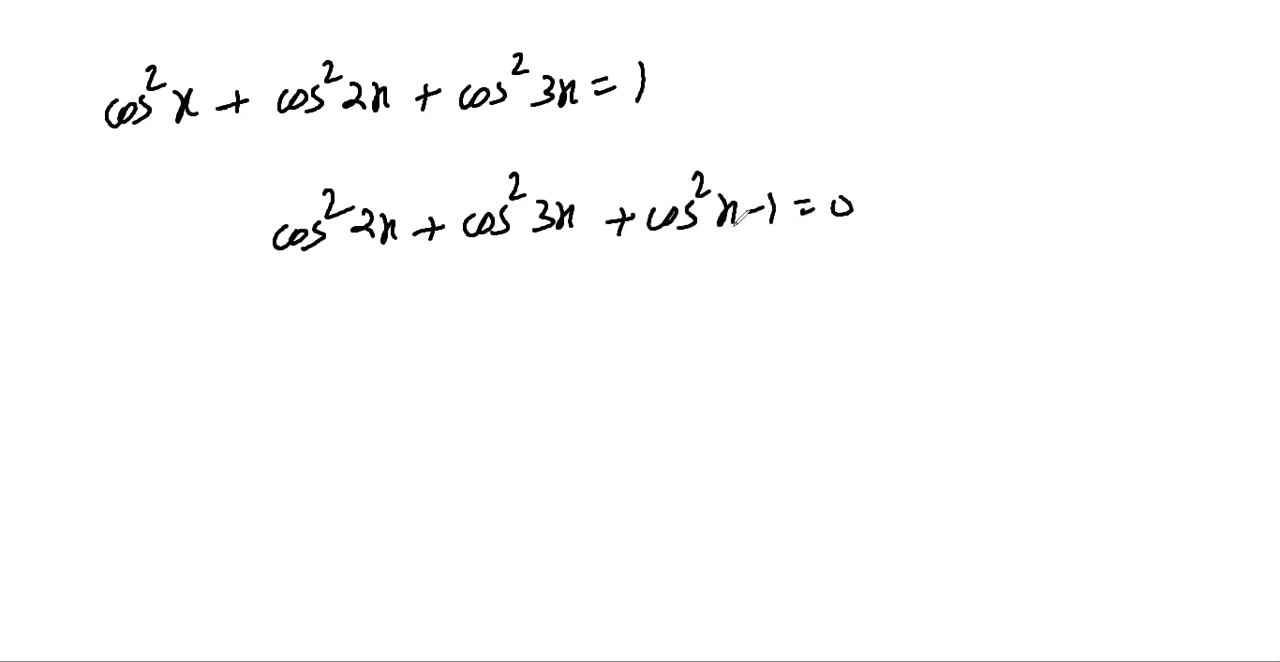 cos²x + cos²2x + cos²3x = 1
cos²2x + cos²3x + cos²x - 1 = 0